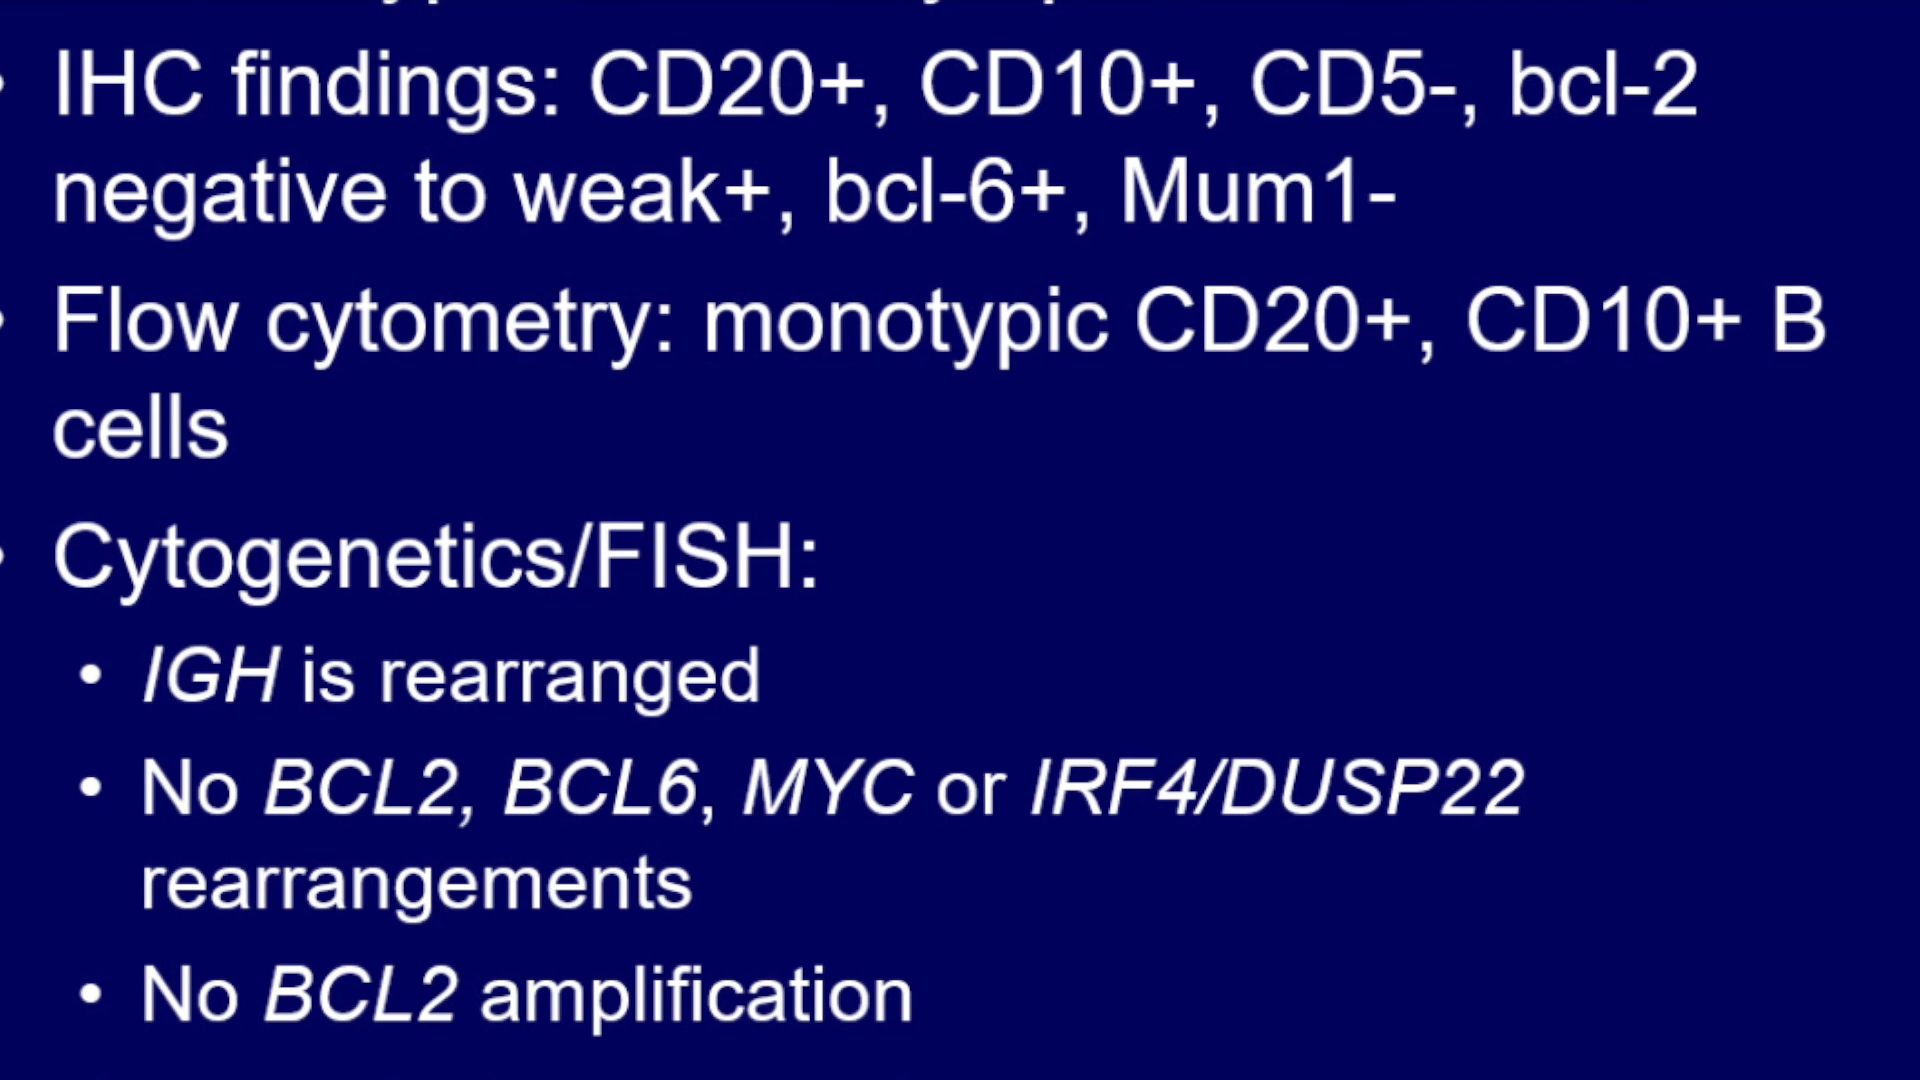 • IHC findings: CD20+, CD10+, CD5-, bcl-2
negative to weak+, bcl-6+, Mum1-
• Flow cytometry: monotypic CD20+, CD10+ B
cells
• Cytogenetics/FISH:
• IGH is rearranged
• No BCL2, BCL6, MYC or IRF4/DUSP22
rearrangements
• No BCL2 amplification